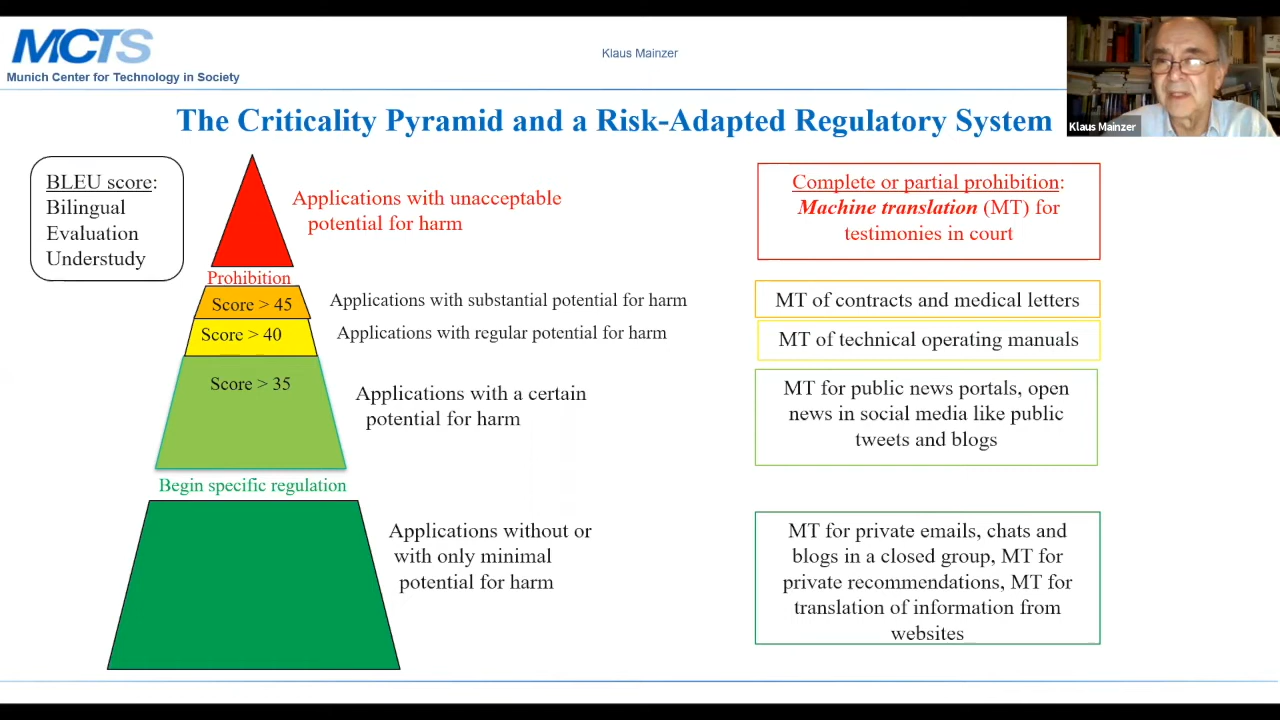 MCTS
Munich Center for Technology in Society
Klaus Mainzer
Klaus Mainzer
The Criticality Pyramid and a Risk-Adapted Regulatory System
BLEU score:
Bilingual
Evaluation
Understudy
Applications with unacceptable
potential for harm
Complete or partial prohibition:
Machine translation (MT) for
testimonies in court
Prohibition
Score > 45
Applications with substantial potential for harm
MT of contracts and medical letters
Score > 40
Applications with regular potential for harm
MT of technical operating manuals
Score > 35
Applications with a certain
potential for harm
MT for public news portals, open
news in social media like public
tweets and blogs
Begin specific regulation
Applications without or
with only minimal
potential for harm
MT for private emails, chats and
blogs in a closed group, MT for
private recommendations, MT for
translation of information from
websites